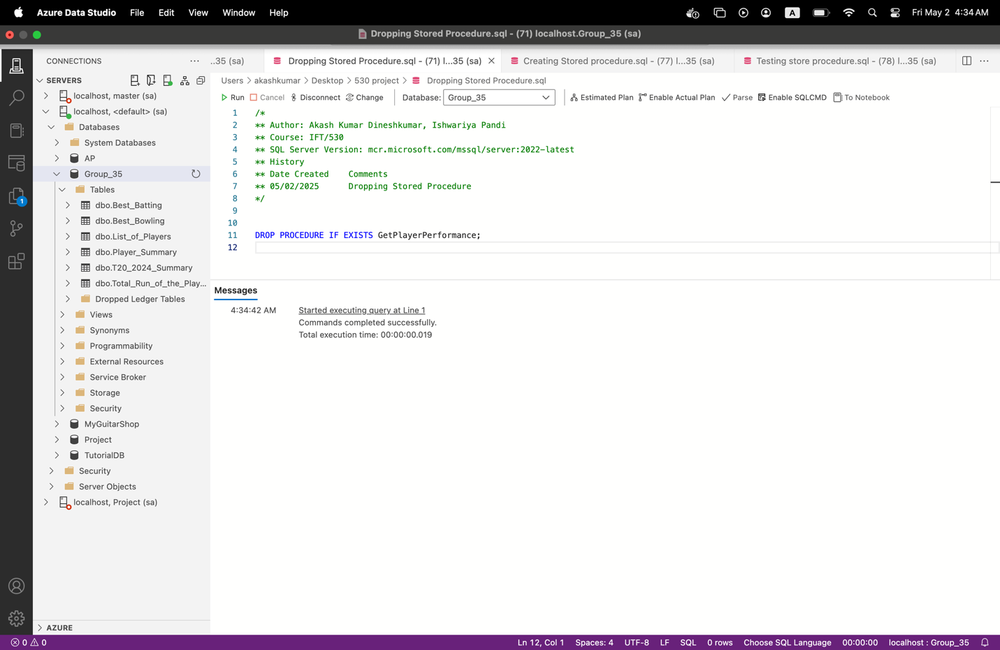 Azure Data Studio File Edit View Window Help A Fri May 2 4:34 AM
Dropping Stored Procedure.sql - (71) localhost.Group_35 (sa)
CONNECTIONS ...
..35 (sa) Dropping Stored Procedure.sql - (71) l...35 (sa) Creating Stored procedure.sql - (77) l...35 (sa) Testing store procedure.sql - (78) l...35 (sa) ...
Users > akashkumar > Desktop > 530 project > Dropping Stored Procedure.sql
Run Cancel Disconnect Change Database: Group_35 Estimated Plan Enable Actual Plan Parse Enable SQLCMD To Notebook
SERVERS
localhost, master (sa)
localhost, <default> (sa)
Databases
System Databases
AP
Group_35
Tables
dbo.Best_Batting
dbo.Best_Bowling
dbo.List_of_Players
dbo.Player_Summary
dbo.T20_2024_Summary
dbo.Total_Run_of_the_Play...
Dropped Ledger Tables
Views
Synonyms
Programmability
External Resources
Service Broker
Storage
Security
MyGuitarShop
Project
TutorialDB
Security
Server Objects
localhost, Project (sa)
AZURE
1
1 /*
2 ** Author: Akash Kumar Dineshkumar, Ishwariya Pandi
3 ** Course: IFT/530
4 ** SQL Server Version: mcr.microsoft.com/mssql/server:2022-latest
5 ** History
6 ** Date Created    Comments
7 ** 05/02/2025      Dropping Stored Procedure
8 */
9
10
11 DROP PROCEDURE IF EXISTS GetPlayerPerformance;
12
Messages
4:34:42 AM Started executing query at Line 1
Commands completed successfully.
Total execution time: 00:00:00.019
0 0 Ln 12, Col 1 Spaces: 4 UTF-8 LF SQL 0 rows Choose SQL Language 00:00:00 localhost : Group_35